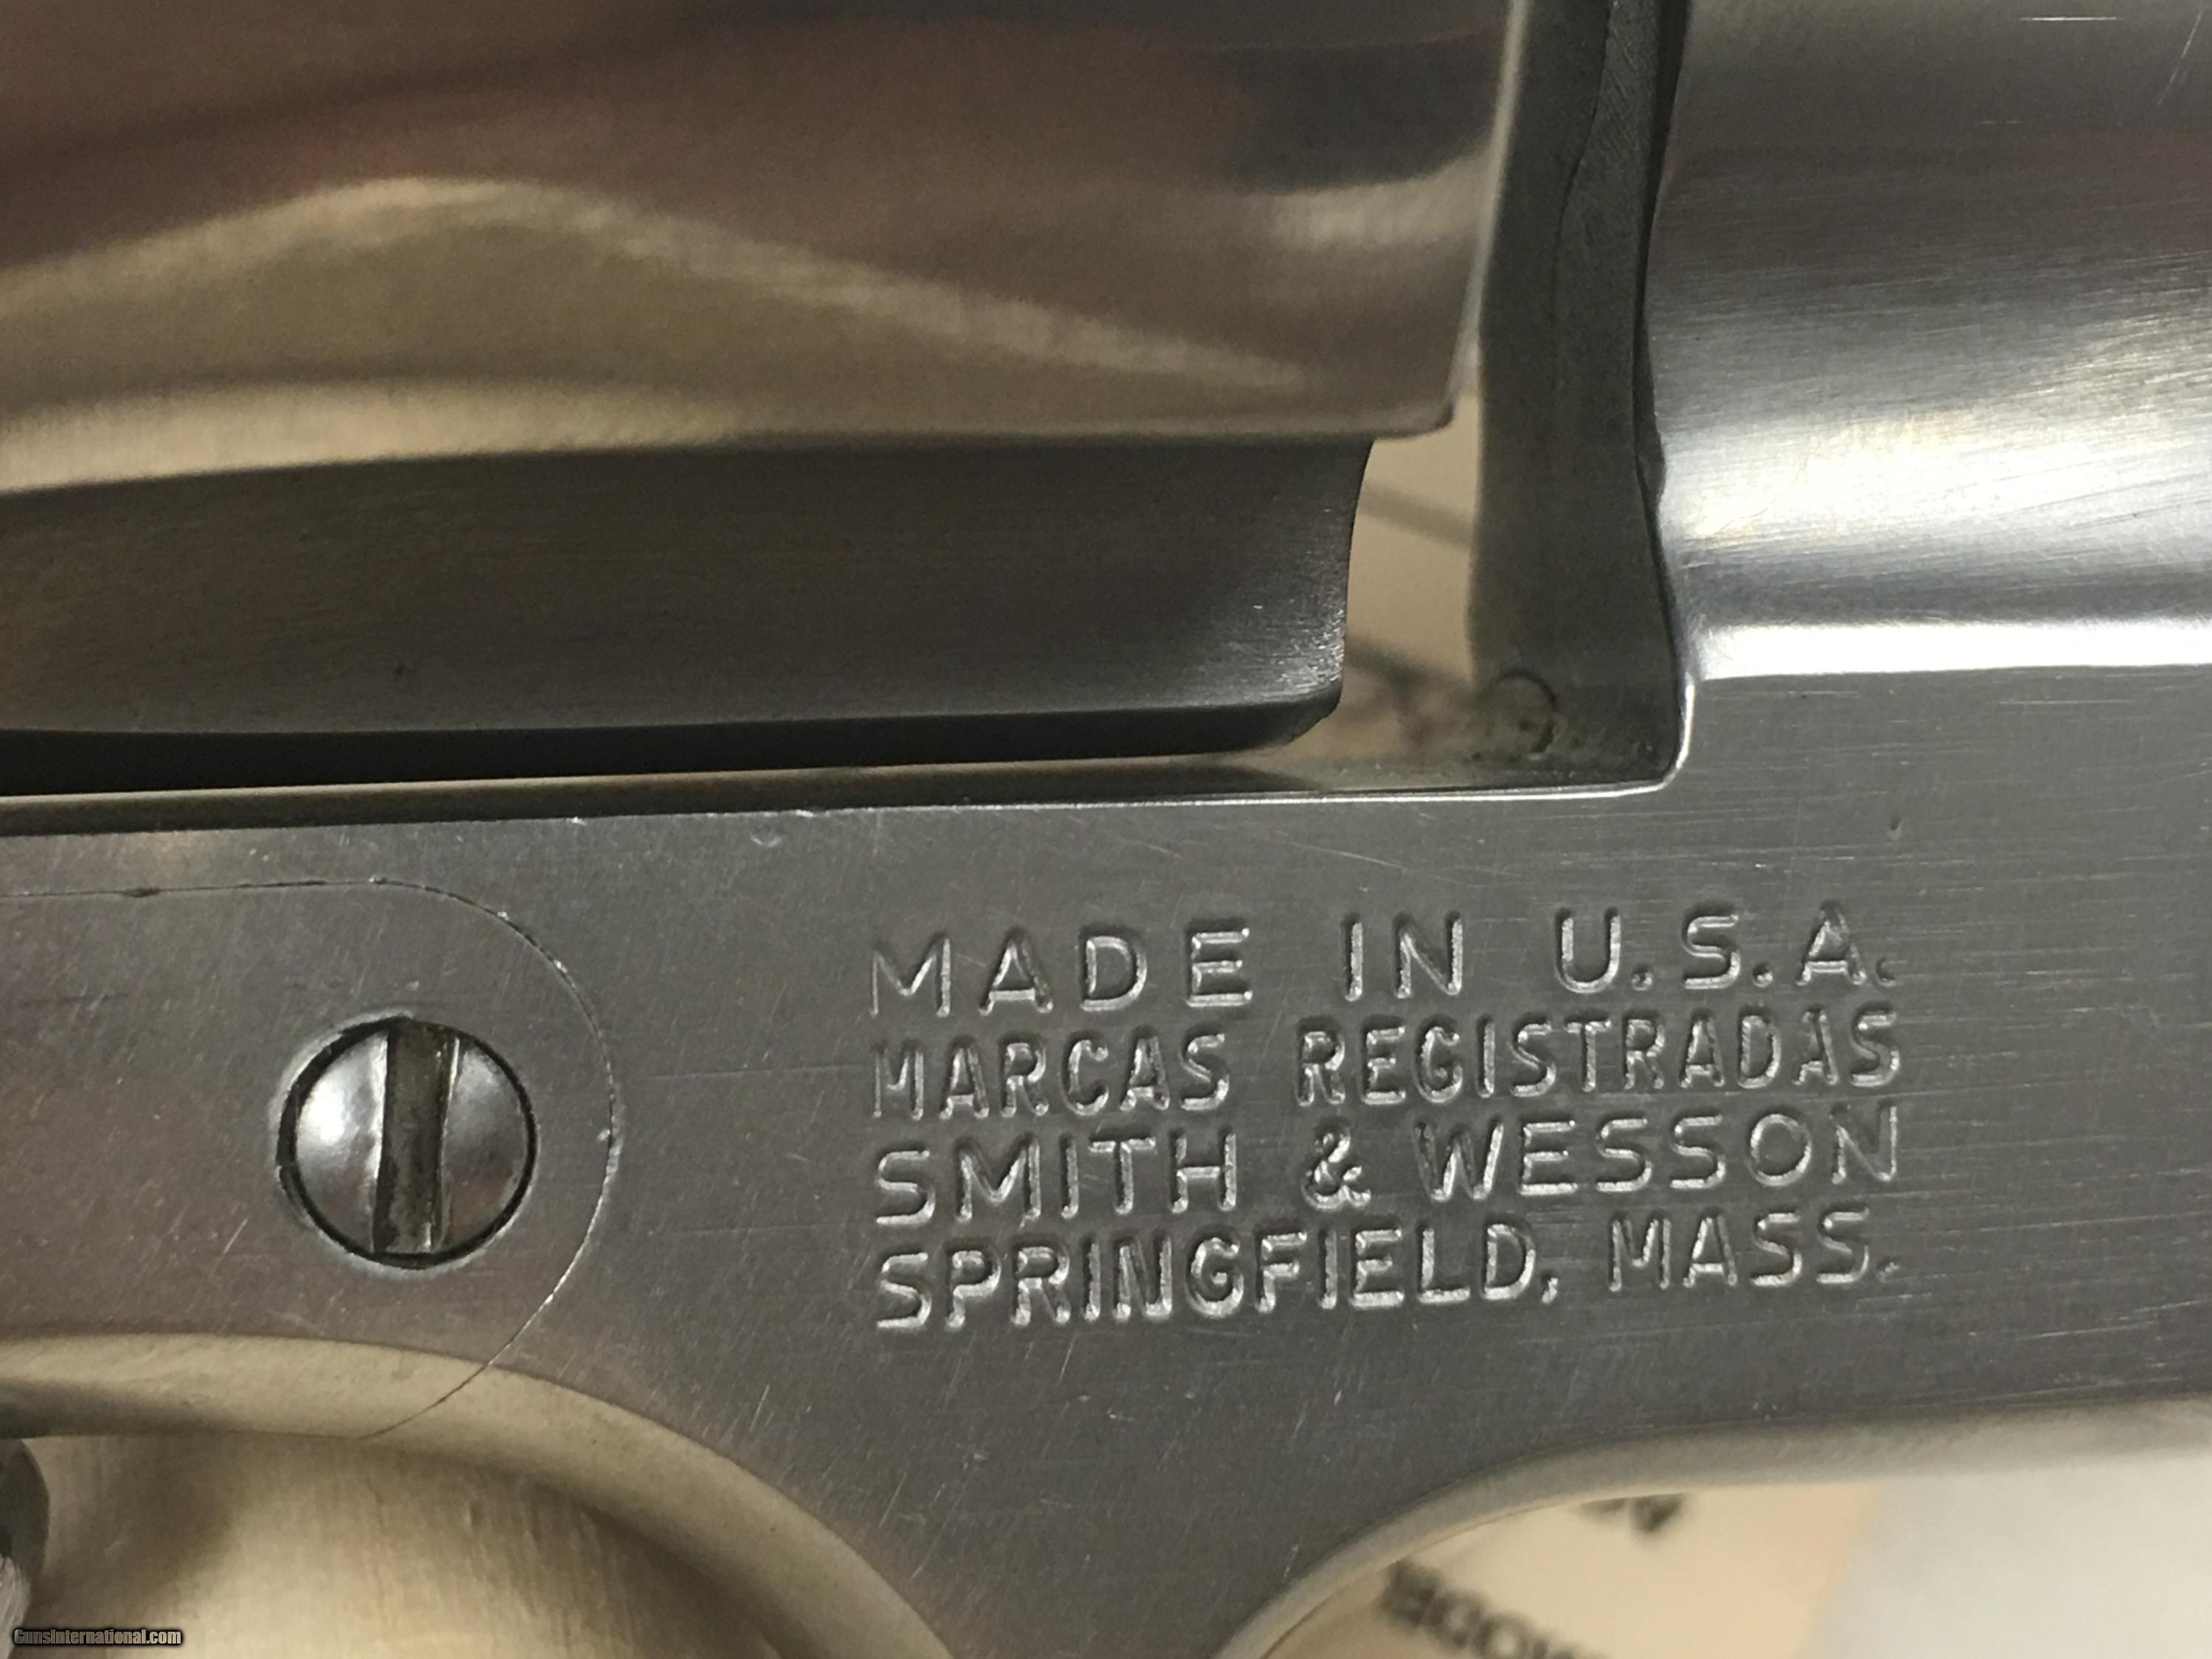 MADE IN U.S.A.
MARCAS REGISTRADAS
SMITH & WESSON
SPRINGFIELD, MASS.
GunsInternational.com